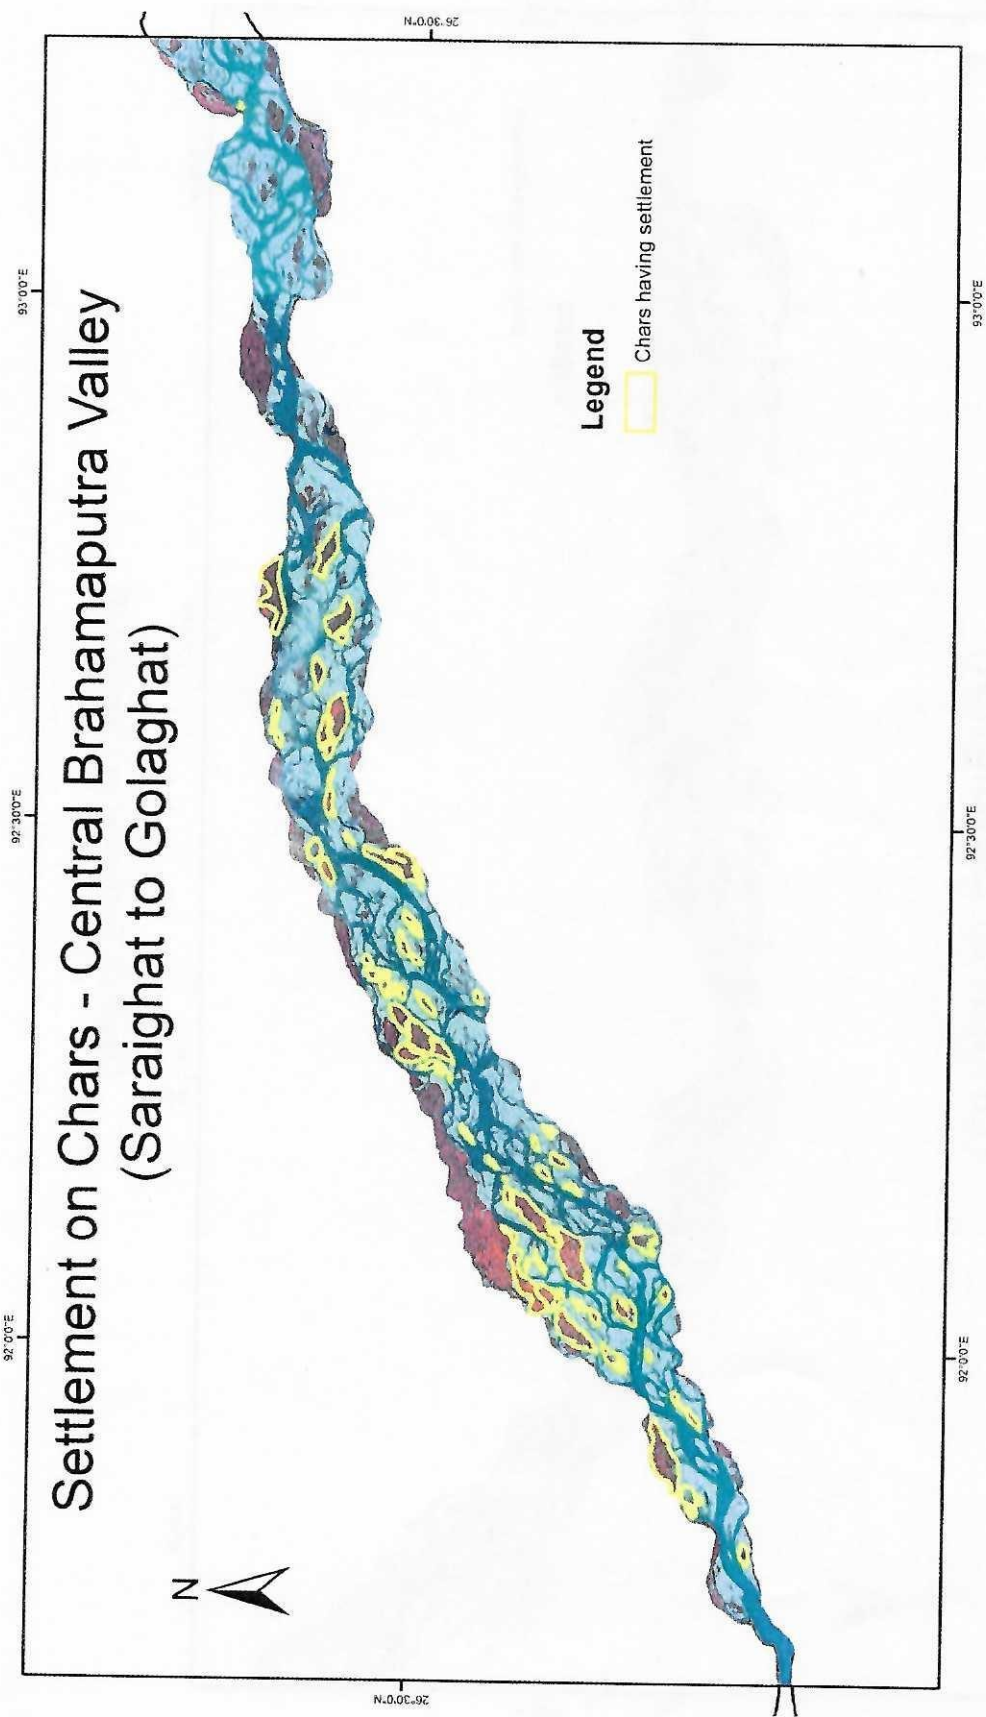 Settlement on Chars - Central Brahamaputra Valley
(Saraighat to Golaghat)
N
92°0'0"E
92°30'0"E
93°0'0"E
26°30'0"N
26°30'0"N
Legend
Chars having settlement
92°0'0"E
92°30'0"E
93°0'0"E